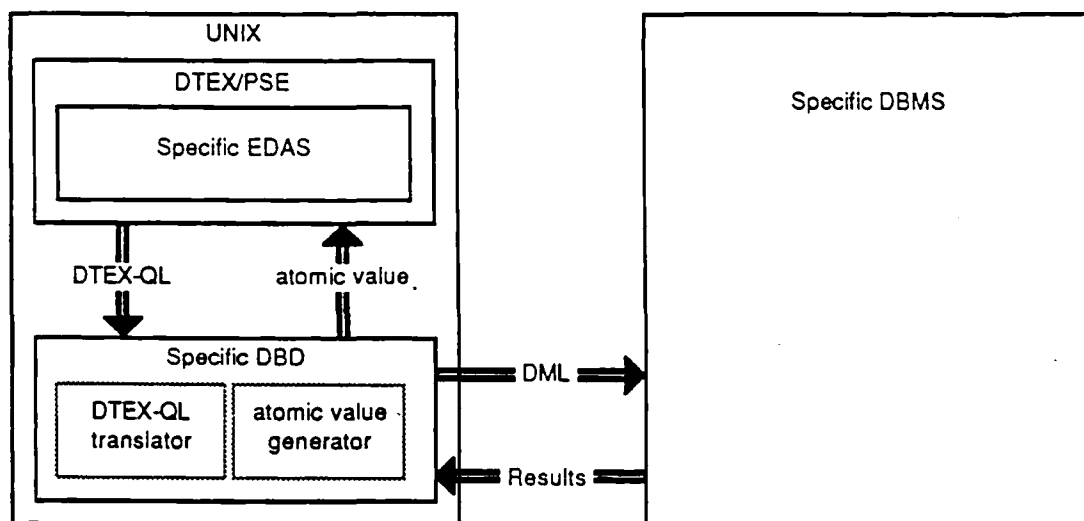 UNIX
DTEX/PSE
Specific EDAS
Specific DBMS
DTEX-QL
atomic value
Specific DBD
DTEX-QL
translator
atomic value
generator
DML
Results